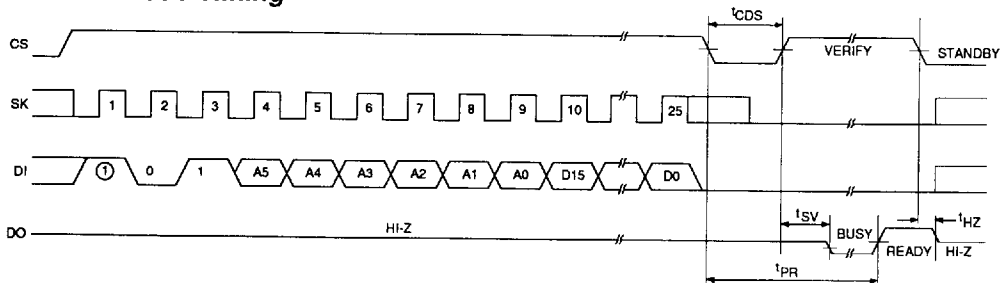 tCDS
CS
VERIFY
STANDBY
SK
1 2 3 4 5 6 7 8 9 10 25
DI
1 0 1 A5 A4 A3 A2 A1 A0 D15 D0
tSV
tHZ
DO
HI-Z
BUSY
READY
HI-Z
tPR